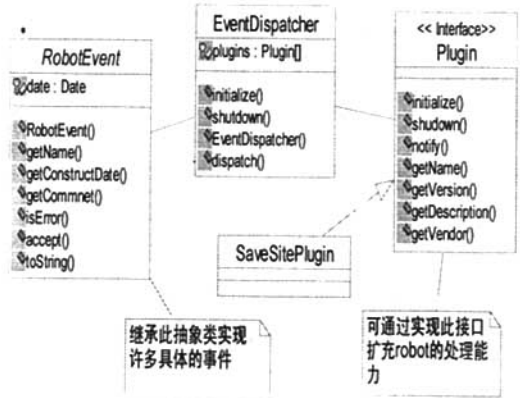 RobotEvent
date : Date
RobotEvent()
getName()
getConstructDate()
getCommnet()
isError()
accept()
toString()
EventDispatcher
plugins : Plugin[]
initialize()
shutdown()
EventDispatcher()
dispatch()
<< Interface>>
Plugin
initialize()
shudown()
notify()
getName()
getVersion()
getDescription()
getVendor()
SaveSitePlugin
继承此抽象类实现
许多具体的事件
可通过实现此接口
扩充robot的处理能
力